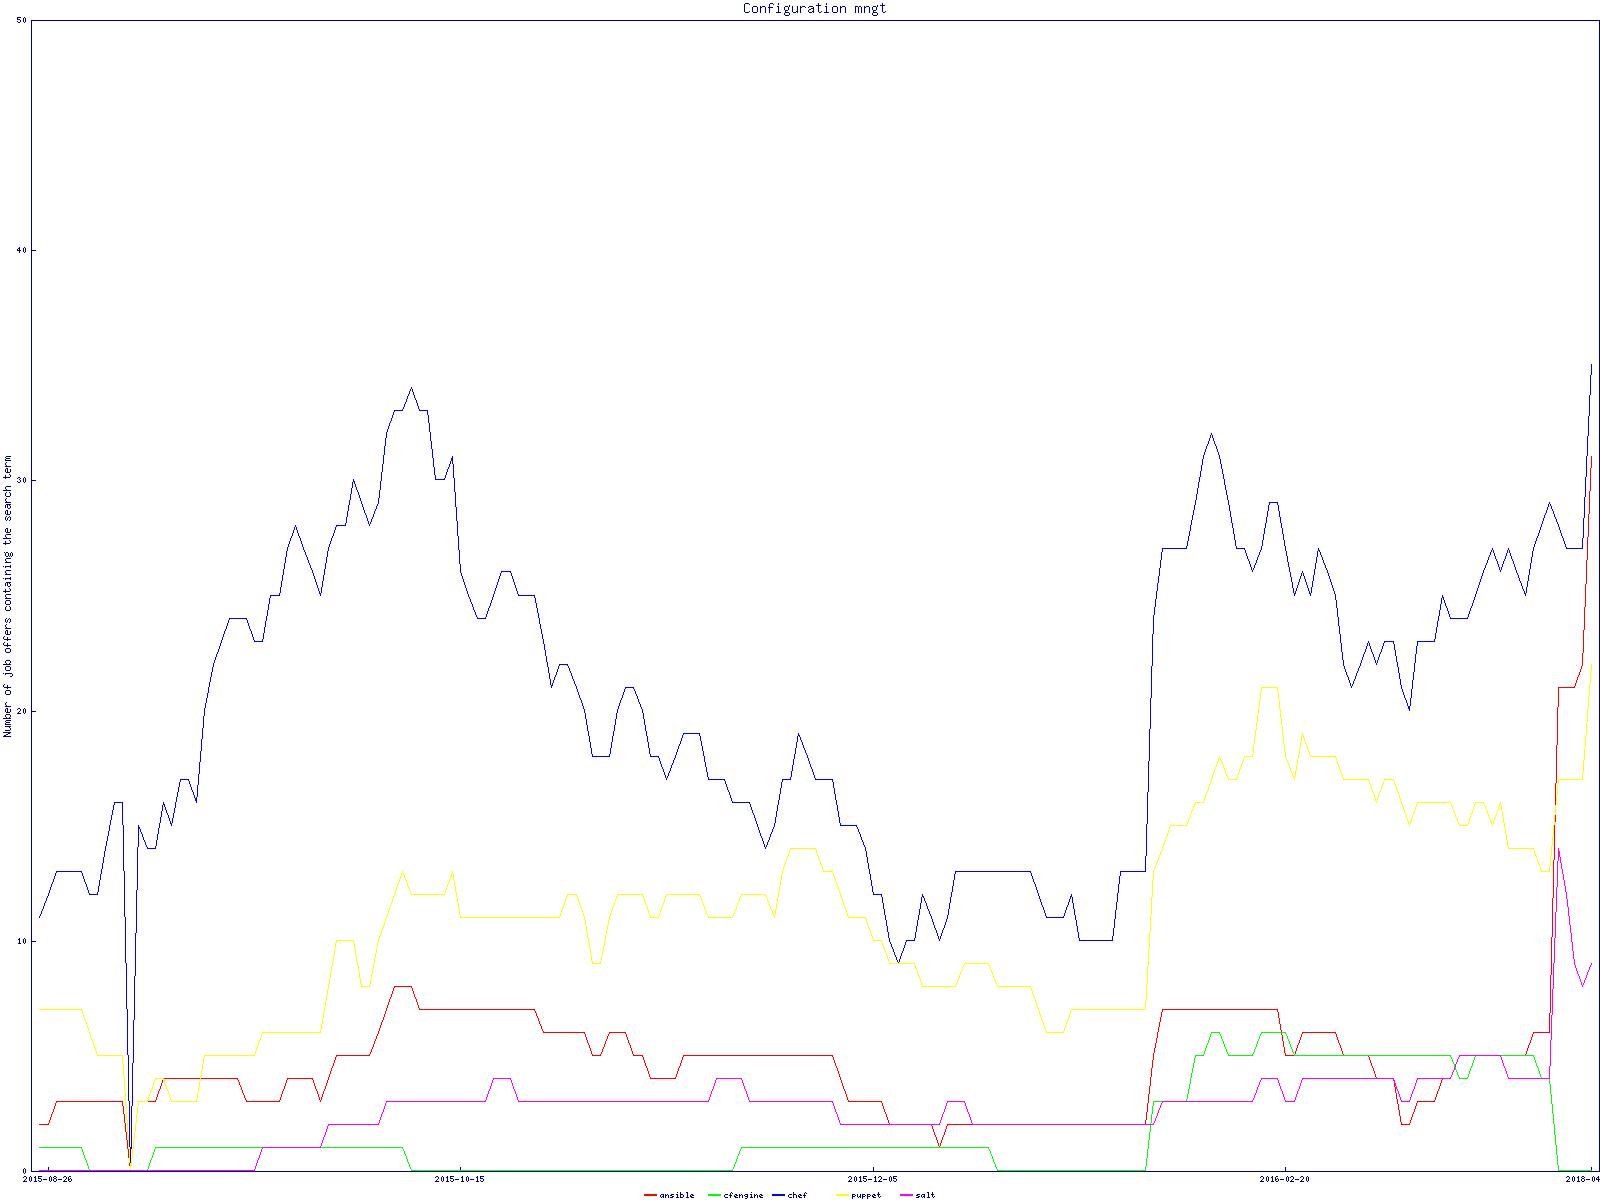 Configuration mngt
50
40
30
20
10
0
Number of job offers containing the search term
2015-08-26 2015-10-15 2015-12-05 2016-02-20 2018-04
ansible cfengine chef puppet salt